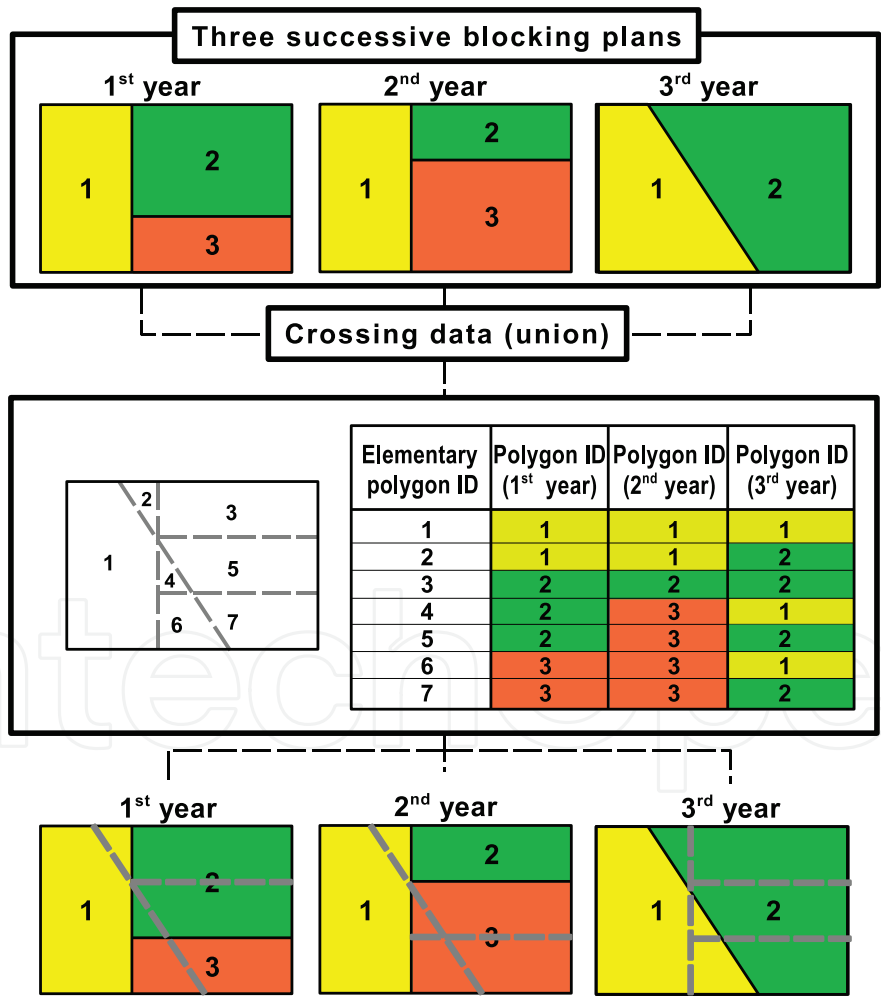 Three successive blocking plans
1st year
2nd year
3rd year
1
2
3
1
2
3
1
2
Crossing data (union)
Elementary polygon ID
Polygon ID (1st year)
Polygon ID (2nd year)
Polygon ID (3rd year)
1 1 1 1
2 1 1 2
3 2 2 2
4 2 3 1
5 2 3 2
6 3 3 1
7 3 3 2
2
3
1
4
5
6
7
1st year
2nd year
3rd year
1
2
3
1
2
3
1
2